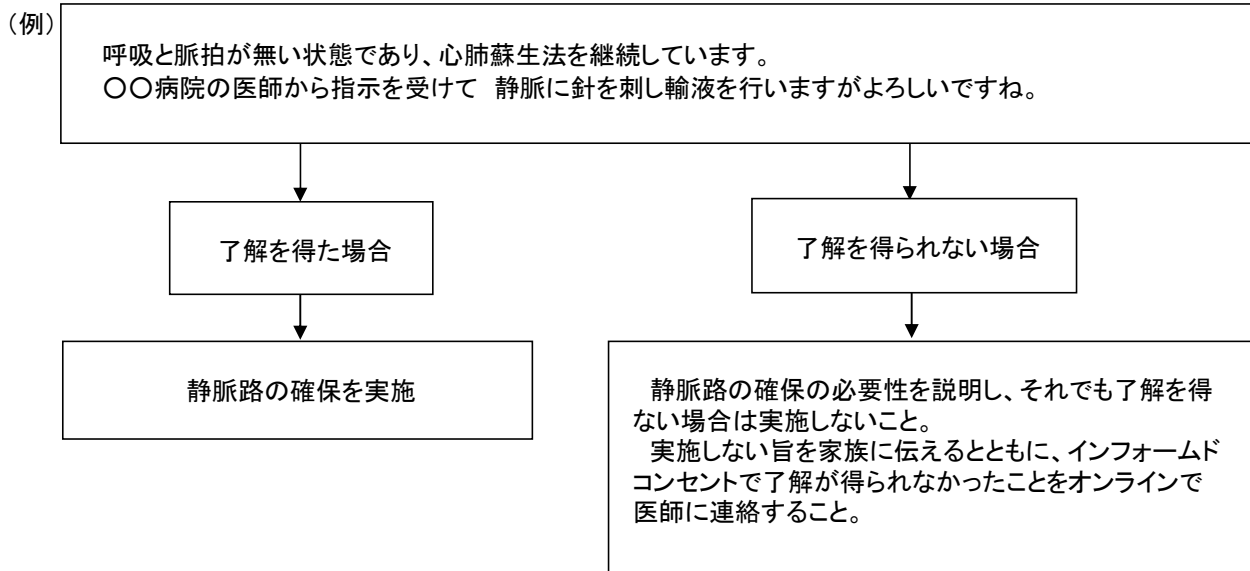 (例)
呼吸と脈拍が無い状態であり、心肺蘇生法を継続しています。
〇〇病院の医師から指示を受けて 静脈に針を刺し輸液を行いますがよろしいですね。
了解を得た場合
了解を得られない場合
静脈路の確保を実施
静脈路の確保の必要性を説明し、それでも了解を得
ない場合は実施しないこと。
実施しない旨を家族に伝えるとともに、インフォームド
コンセントで了解が得られなかったことをオンラインで
医師に連絡すること。